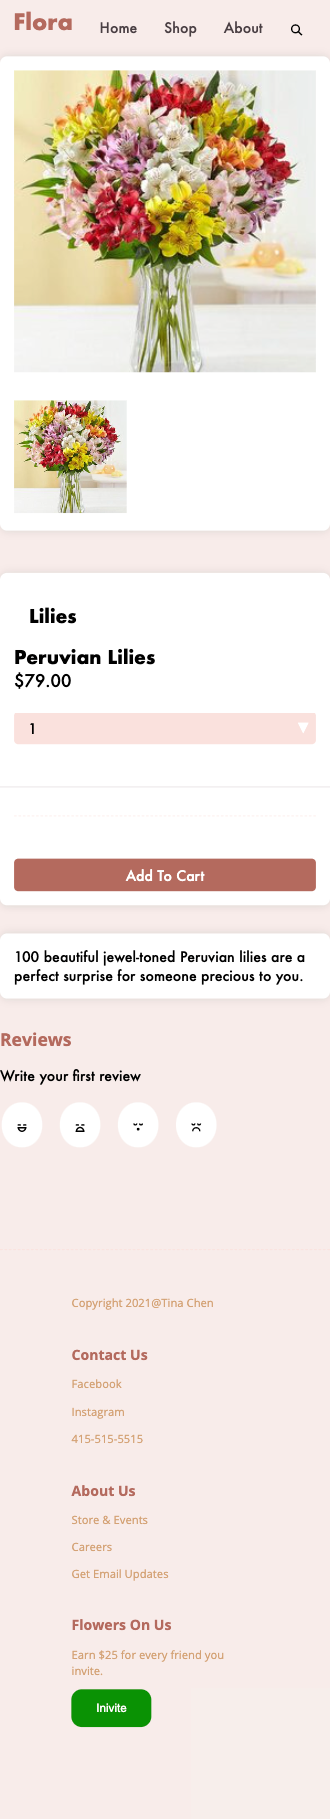 Flora
Home Shop About
Lilies
Peruvian Lilies
$79.00
1
Add To Cart
100 beautiful jewel-toned Peruvian lilies are a
perfect surprise for someone precious to you.
Reviews
Write your first review
Copyright 2021@Tina Chen
Contact Us
Facebook
Instagram
415-515-5515
About Us
Store & Events
Careers
Get Email Updates
Flowers On Us
Earn $25 for every friend you
invite.
Inivite